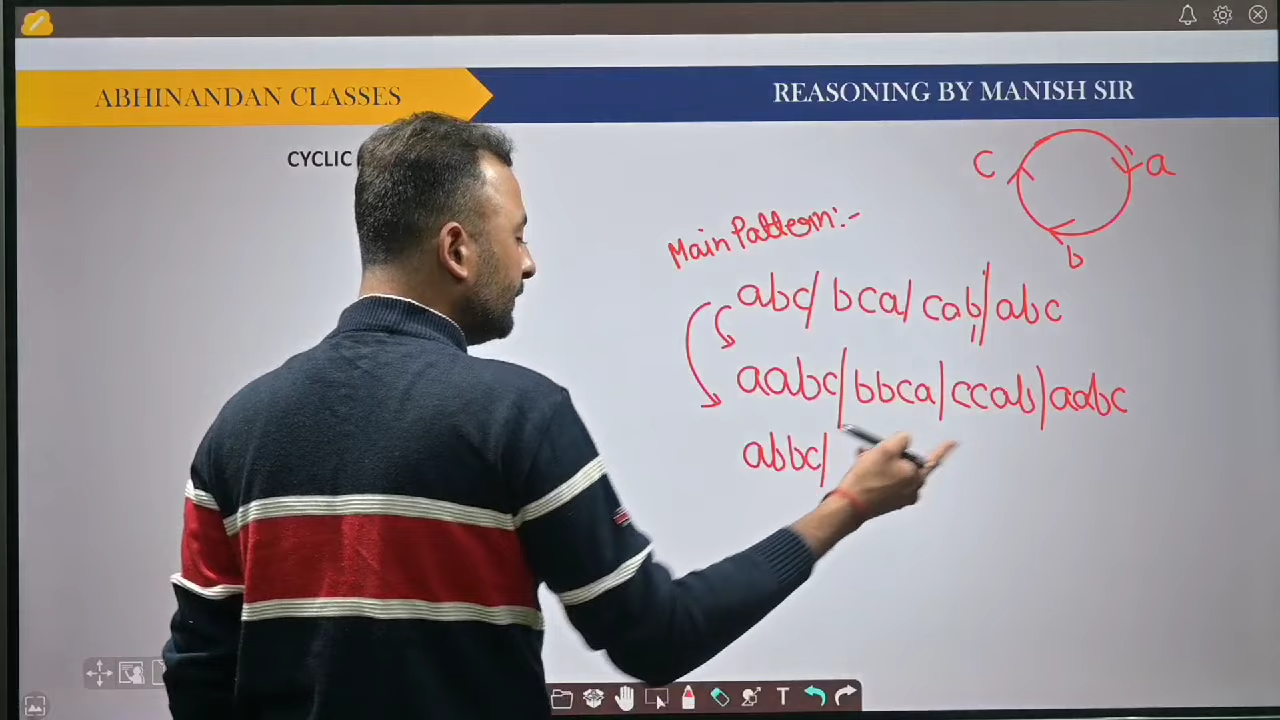 ABHINANDAN CLASSES
REASONING BY MANISH SIR
CYCLIC
c
a
b
Main Pattern:-
abc/ bca/ cab/ abc
aabc/ bbca/ ccab/ aabc
abbc/
T